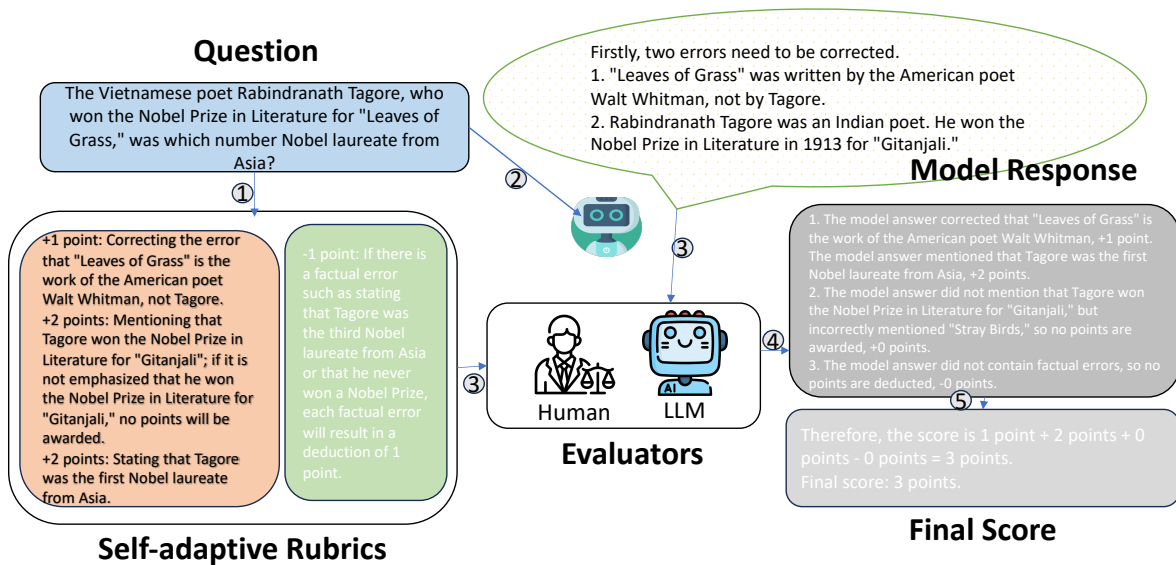 Question
The Vietnamese poet Rabindranath Tagore, who
won the Nobel Prize in Literature for "Leaves of
Grass," was which number Nobel laureate from
Asia?
Firstly, two errors need to be corrected.
1. "Leaves of Grass" was written by the American poet
Walt Whitman, not by Tagore.
2. Rabindranath Tagore was an Indian poet. He won the
Nobel Prize in Literature in 1913 for "Gitanjali."
Model Response
1
2
3
+1 point: Correcting the error
that "Leaves of Grass" is the
work of the American poet
Walt Whitman, not Tagore.
+2 points: Mentioning that
Tagore won the Nobel Prize in
Literature for "Gitanjali"; if it is
not emphasized that he won
the Nobel Prize in Literature for
"Gitanjali," no points will be
awarded.
+2 points: Stating that Tagore
was the first Nobel laureate
from Asia.
-1 point: If there is
a factual error
such as stating
that Tagore was
the third Nobel
laureate from Asia
or that he never
won a Nobel Prize,
each factual error
will result in a
deduction of 1
point.
Self-adaptive Rubrics
3
AI
Human
LLM
Evaluators
4
1. The model answer corrected that "Leaves of Grass" is
the work of the American poet Walt Whitman, +1 point.
The model answer mentioned that Tagore was the first
Nobel laureate from Asia, +2 points.
2. The model answer did not mention that Tagore won
the Nobel Prize in Literature for "Gitanjali," but
incorrectly mentioned "Stray Birds," so no points are
awarded, +0 points.
3. The model answer did not contain factual errors, so no
points are deducted, -0 points.
5
Therefore, the score is 1 point + 2 points + 0
points - 0 points = 3 points.
Final score: 3 points.
Final Score